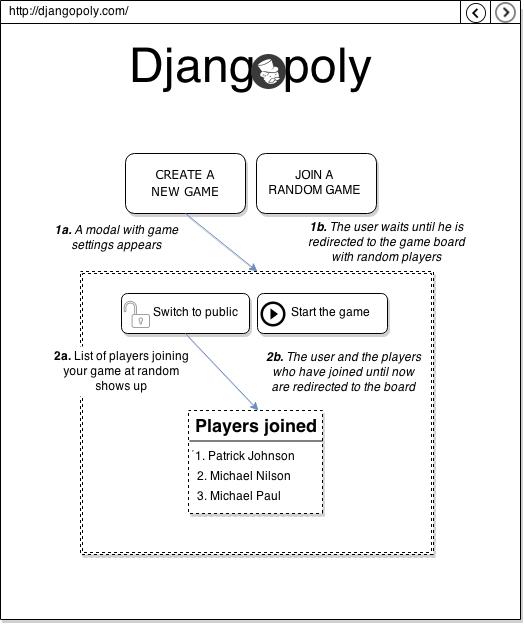 http://djangopoly.com/
Djangopoly
CREATE A
NEW GAME
JOIN A
RANDOM GAME
1a. A modal with game
settings appears
1b. The user waits until he is
redirected to the game board
with random players
Switch to public
Start the game
2a. List of players joining
your game at random
shows up
2b. The user and the players
who have joined until now
are redirected to the board
Players joined
1. Patrick Johnson
2. Michael Nilson
3. Michael Paul